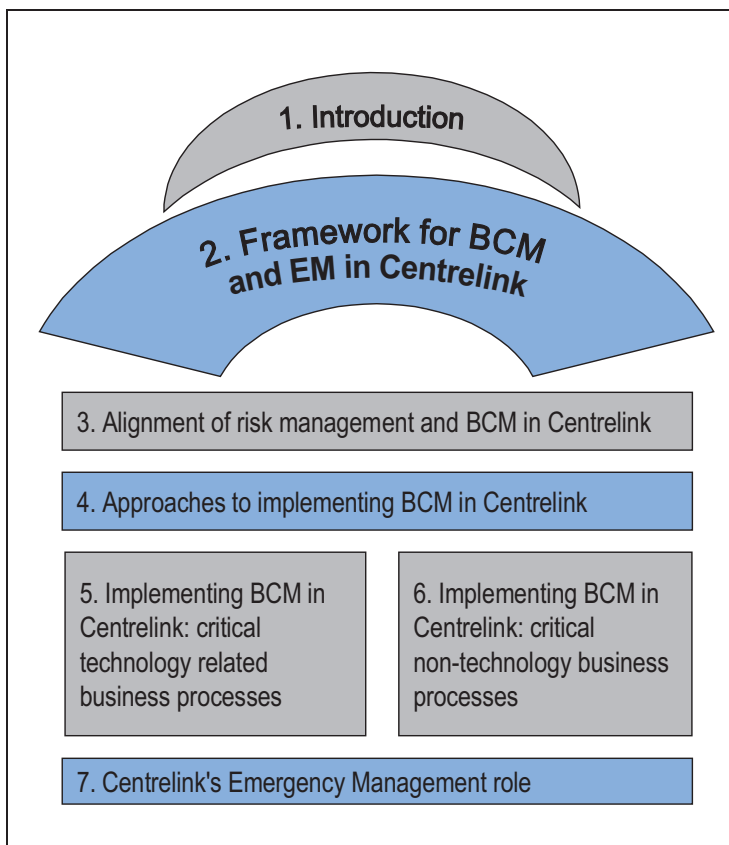 1. Introduction
2. Framework for BCM
and EM in Centrelink
3. Alignment of risk management and BCM in Centrelink
4. Approaches to implementing BCM in Centrelink
5. Implementing BCM in
Centrelink: critical
technology related
business processes
6. Implementing BCM in
Centrelink: critical
non-technology business
processes
7. Centrelink's Emergency Management role